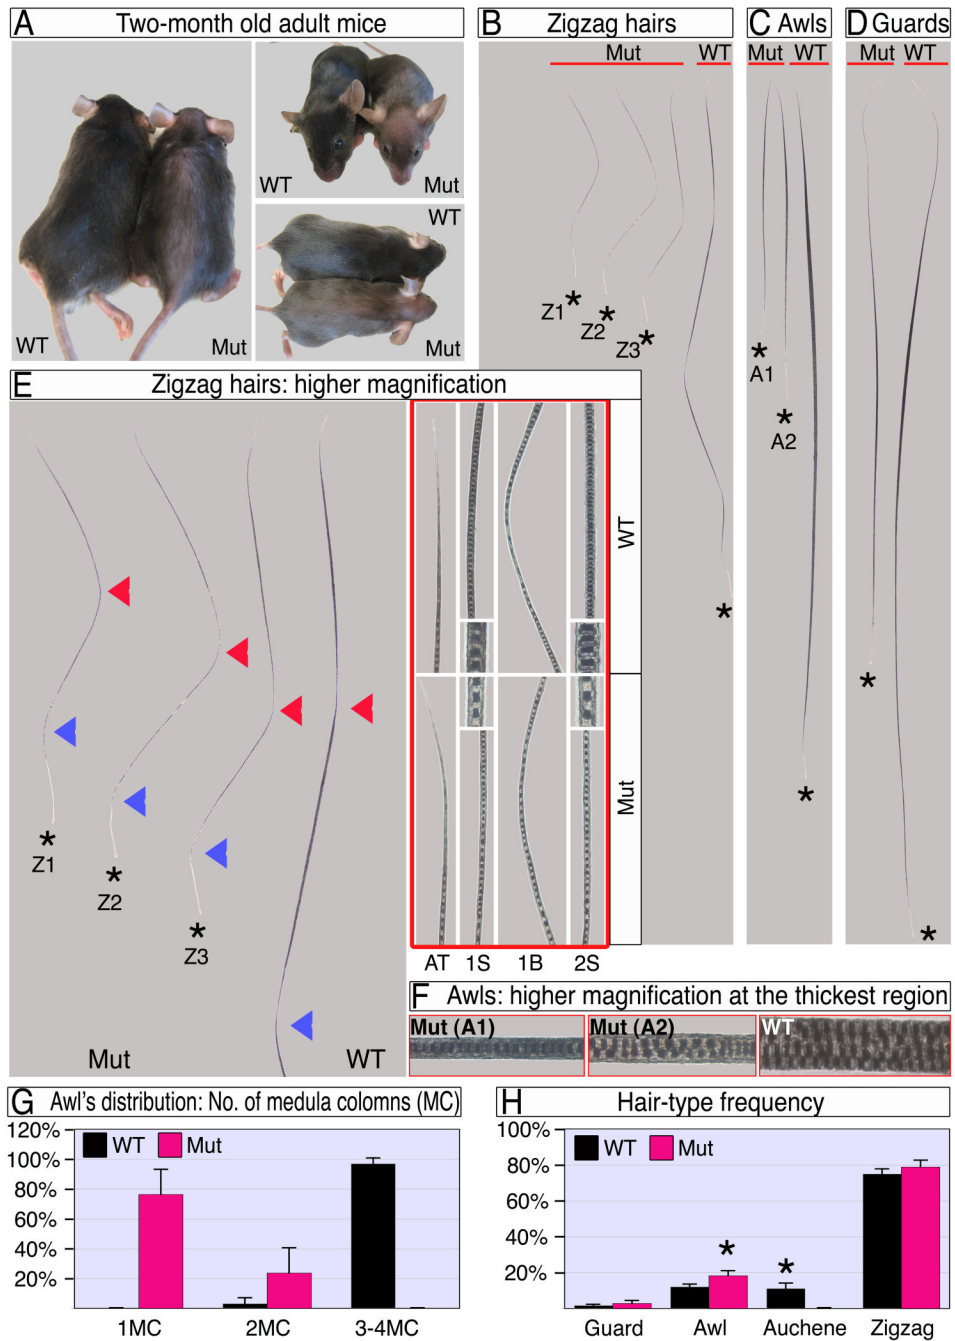 A Two-month old adult mice
WT
Mut
WT
Mut
WT
Mut
B Zigzag hairs
Mut
WT
Z1
*
Z2
*
Z3
*
*
C Awls
Mut
WT
*
A1
*
A2
*
D Guards
Mut
WT
*
*
E Zigzag hairs: higher magnification
*
Z1
*
Z2
*
Z3
Mut
WT
WT
Mut
AT
1S
1B
2S
F Awls: higher magnification at the thickest region
Mut (A1)
Mut (A2)
WT
G Awl's distribution: No. of medula colomns (MC)
120%
100%
80%
60%
40%
20%
WT
Mut
1MC
2MC
3-4MC
H Hair-type frequency
100%
80%
60%
40%
20%
WT
Mut
*
*
Guard
Awl
Auchene
Zigzag